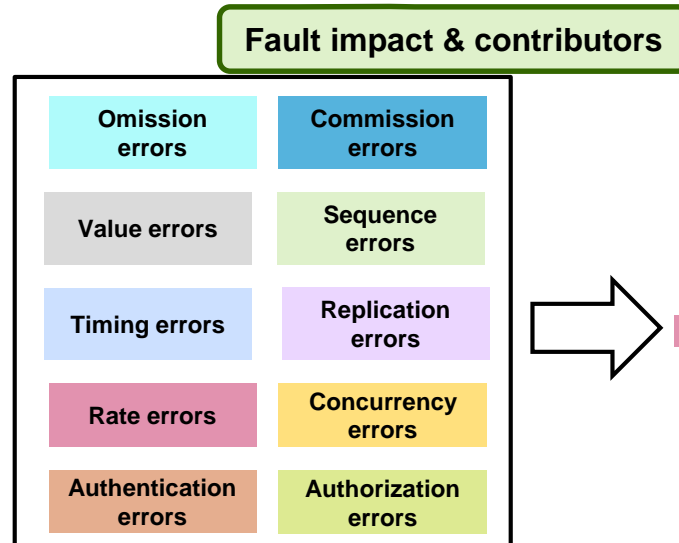 Fault impact & contributors
Omission
errors
Commission
errors
Value errors
Sequence
errors
Timing errors
Replication
errors
Rate errors
Concurrency
errors
Authentication
errors
Authorization
errors